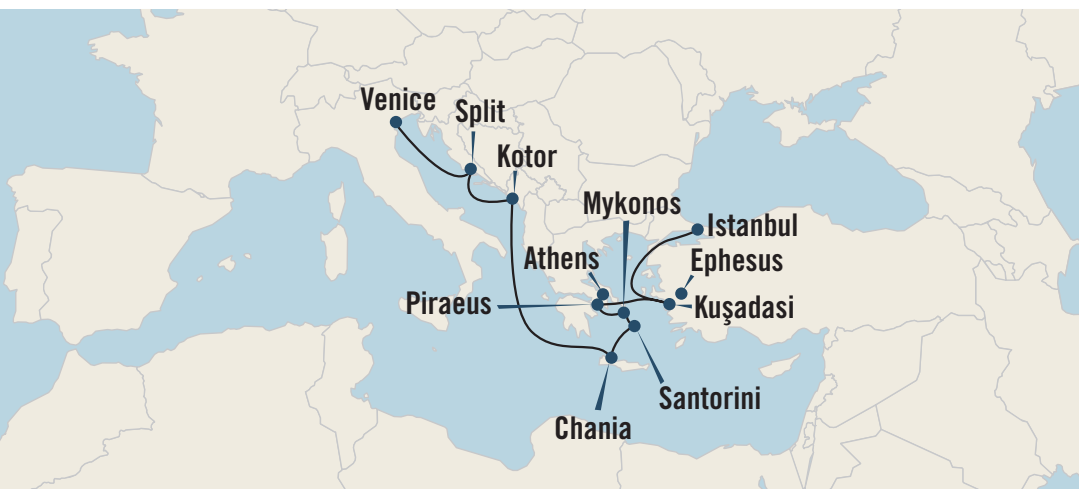 Venice
Split
Kotor
Mykonos
Istanbul
Athens
Ephesus
Piraeus
Kuşadasi
Santorini
Chania